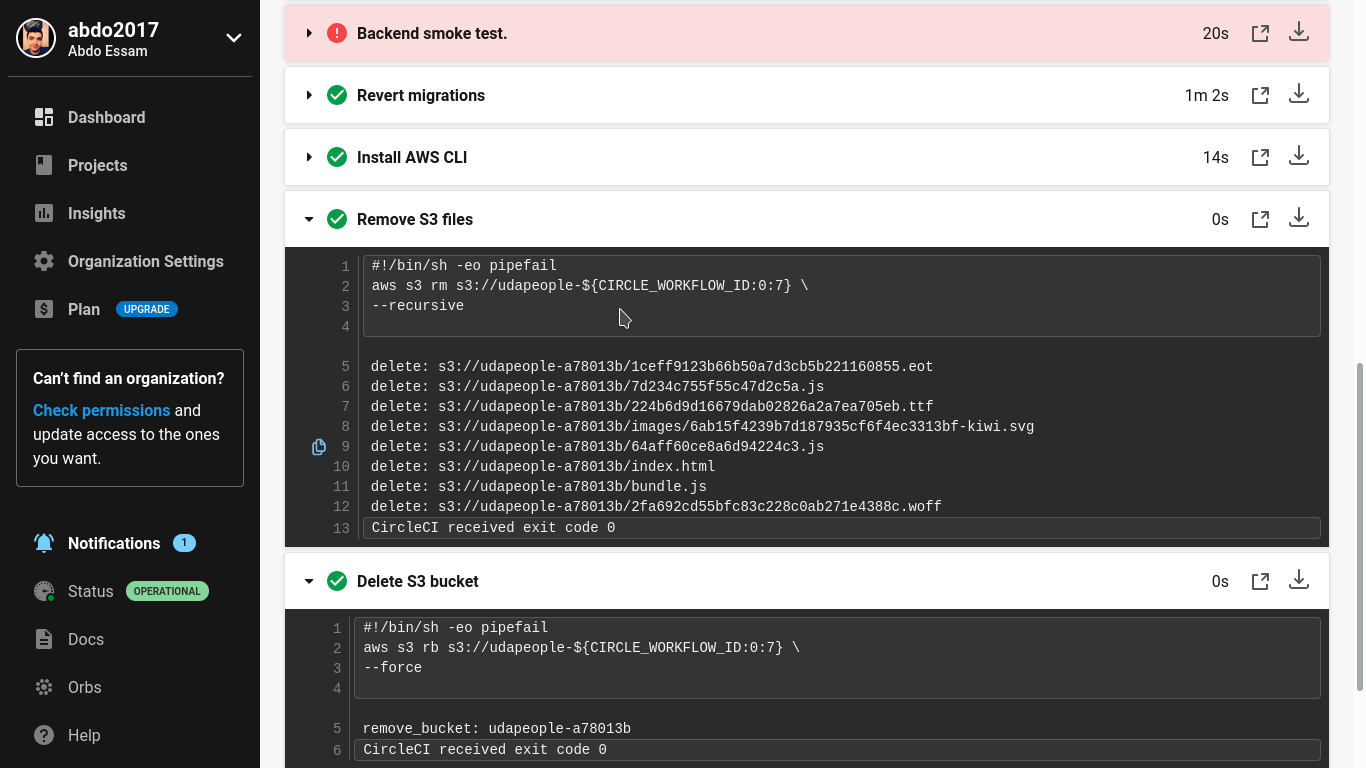 abdo2017
Abdo Essam
Dashboard
Projects
Insights
Organization Settings
Plan UPGRADE
Can't find an organization?
Check permissions and
update access to the ones
you want.
Notifications 1
Status OPERATIONAL
Docs
Orbs
Help
Backend smoke test. 20s
Revert migrations 1m 2s
Install AWS CLI 14s
Remove S3 files 0s
1 #!/bin/sh -eo pipefail
2 aws s3 rm s3://udapeople-${CIRCLE_WORKFLOW_ID:0:7} \
3 --recursive
4
5 delete: s3://udapeople-a78013b/1ceff9123b66b50a7d3cb5b221160855.eot
6 delete: s3://udapeople-a78013b/7d234c755f55c47d2c5a.js
7 delete: s3://udapeople-a78013b/224b6d9d16679dab02826a2a7ea705eb.ttf
8 delete: s3://udapeople-a78013b/images/6ab15f4239b7d187935cf6f4ec3313bf-kiwi.svg
9 delete: s3://udapeople-a78013b/64aff60ce8a6d94224c3.js
10 delete: s3://udapeople-a78013b/index.html
11 delete: s3://udapeople-a78013b/bundle.js
12 delete: s3://udapeople-a78013b/2fa692cd55bfc83c228c0ab271e4388c.woff
13 CircleCI received exit code 0
Delete S3 bucket 0s
1 #!/bin/sh -eo pipefail
2 aws s3 rb s3://udapeople-${CIRCLE_WORKFLOW_ID:0:7} \
3 --force
4
5 remove_bucket: udapeople-a78013b
6 CircleCI received exit code 0